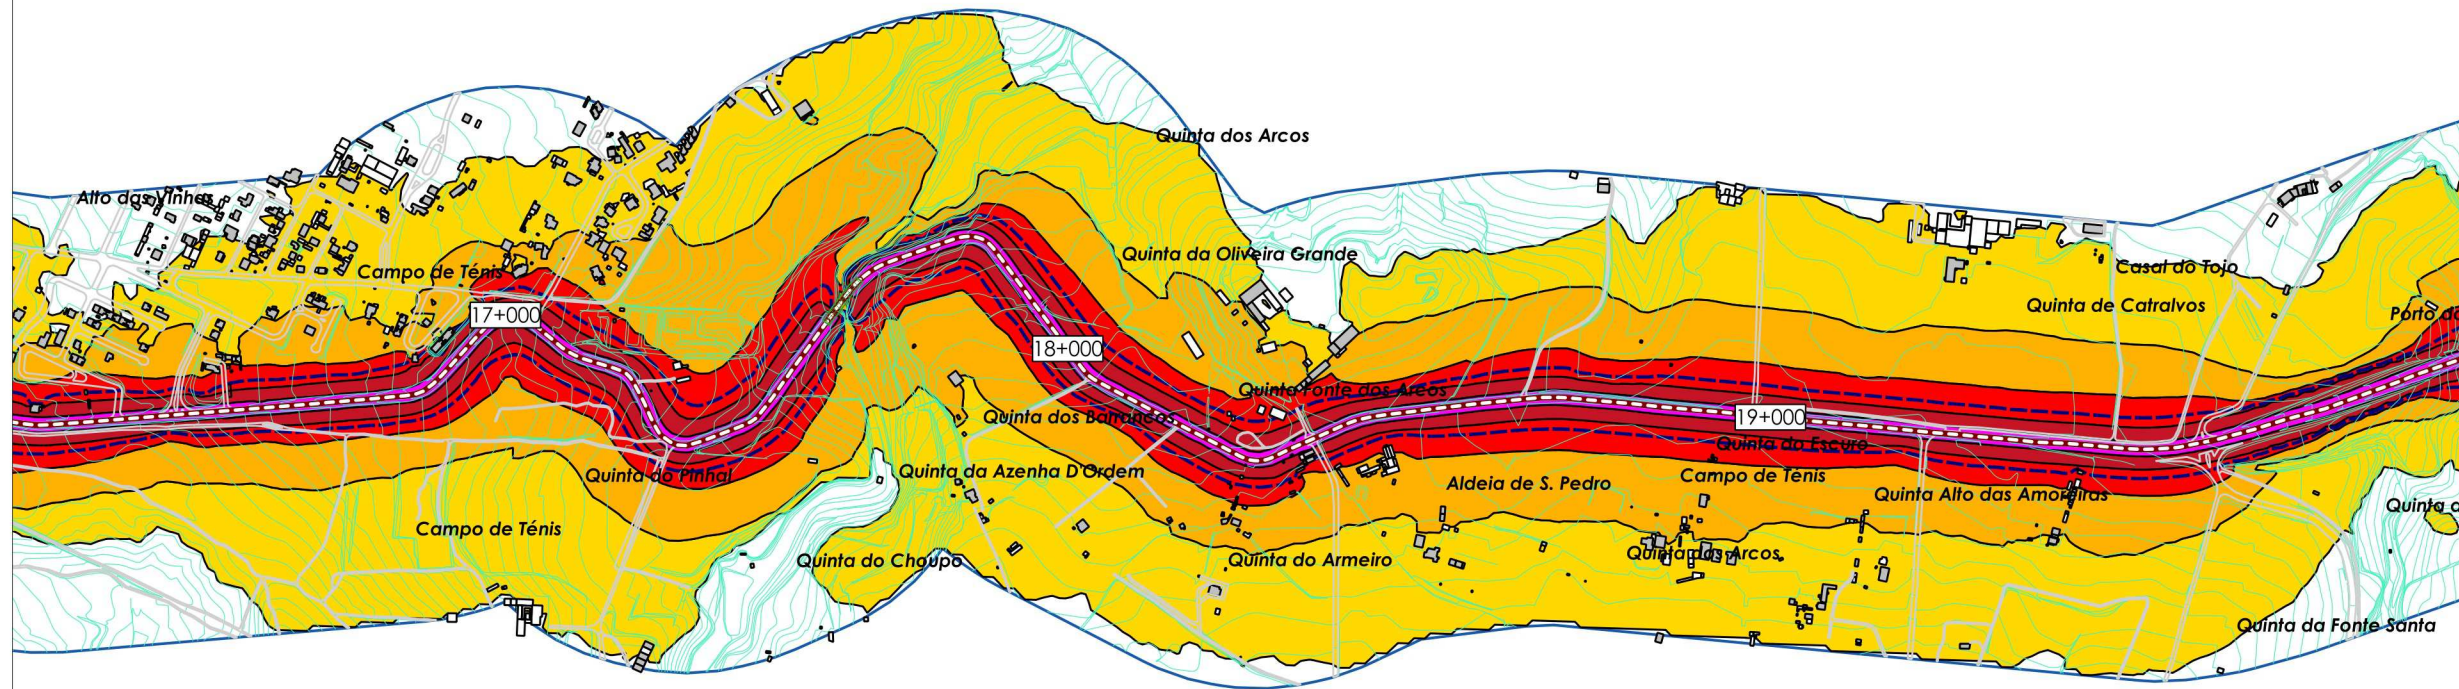 Quinta dos Arcos
Alto das Vinhas
Quinta da Oliveira Grande
Campo de Ténis
Casal do Tojo
Quinta de Catralvos
17+000
Porto d
18+000
Quinta Fonte dos Arcos
Quinta dos Barrancos
19+000
Quinta do Escuro
Quinta do Pinhal
Quinta da Azenha D'Ordem
Campo de Ténis
Aldeia de S. Pedro
Quinta Alto das Amoreiras
Quinta d
Campo de Ténis
Quinta do Choupo
Quinta do Armeiro
Quinta dos Arcos
Quinta da Fonte Santa